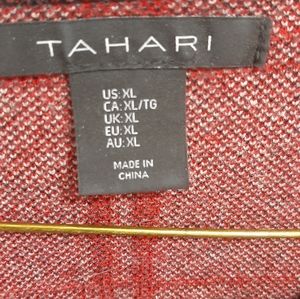 TAHARI
US: XL
CA: XL/TG
UK: XL
EU: XL
AU: XL
MADE IN
CHINA